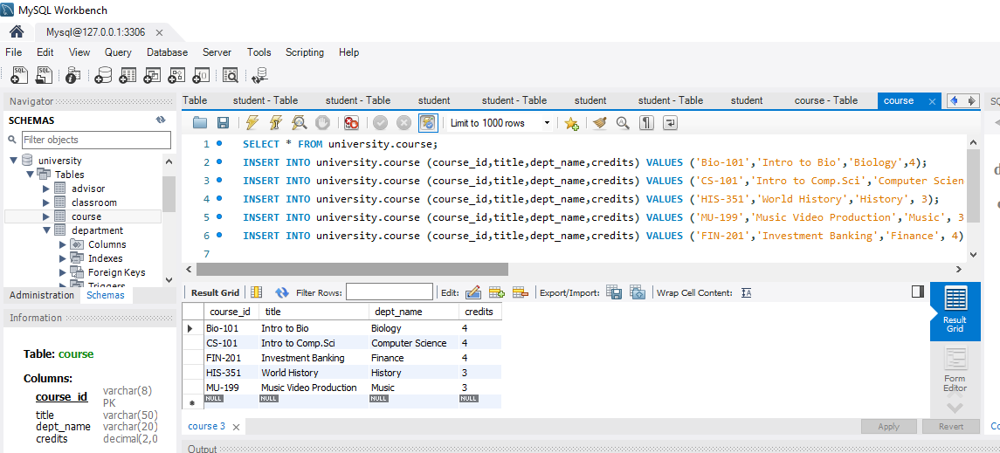 MySQL Workbench
Mysql@127.0.0.1:3306
File Edit View Query Database Server Tools Scripting Help
Navigator
SCHEMAS
Filter objects
university
Tables
advisor
classroom
course
department
Columns
Indexes
Foreign Keys
Triggers
Administration Schemas
Information
Table: course
Columns:
course_id varchar(8)
PK
title varchar(50)
dept_name varchar(20)
credits decimal(2,0
Table student - Table student - Table student student - Table student student - Table student course - Table course
Limit to 1000 rows
1 SELECT * FROM university.course;
2 INSERT INTO university.course (course_id,title,dept_name,credits) VALUES ('Bio-101','Intro to Bio','Biology',4);
3 INSERT INTO university.course (course_id,title,dept_name,credits) VALUES ('CS-101','Intro to Comp.Sci','Computer Scien
4 INSERT INTO university.course (course_id,title,dept_name,credits) VALUES ('HIS-351','World History','History', 3);
5 INSERT INTO university.course (course_id,title,dept_name,credits) VALUES ('MU-199','Music Video Production','Music', 3
6 INSERT INTO university.course (course_id,title,dept_name,credits) VALUES ('FIN-201','Investment Banking','Finance', 4)
7
Result Grid Filter Rows: Edit: Export/Import: Wrap Cell Content:
course_id title dept_name credits
Bio-101 Intro to Bio Biology 4
CS-101 Intro to Comp.Sci Computer Science 4
FIN-201 Investment Banking Finance 4
HIS-351 World History History 3
MU-199 Music Video Production Music 3
NULL NULL NULL NULL
Result
Grid
Form
Editor
course 3 Apply Revert
Output
SQ
d
Co